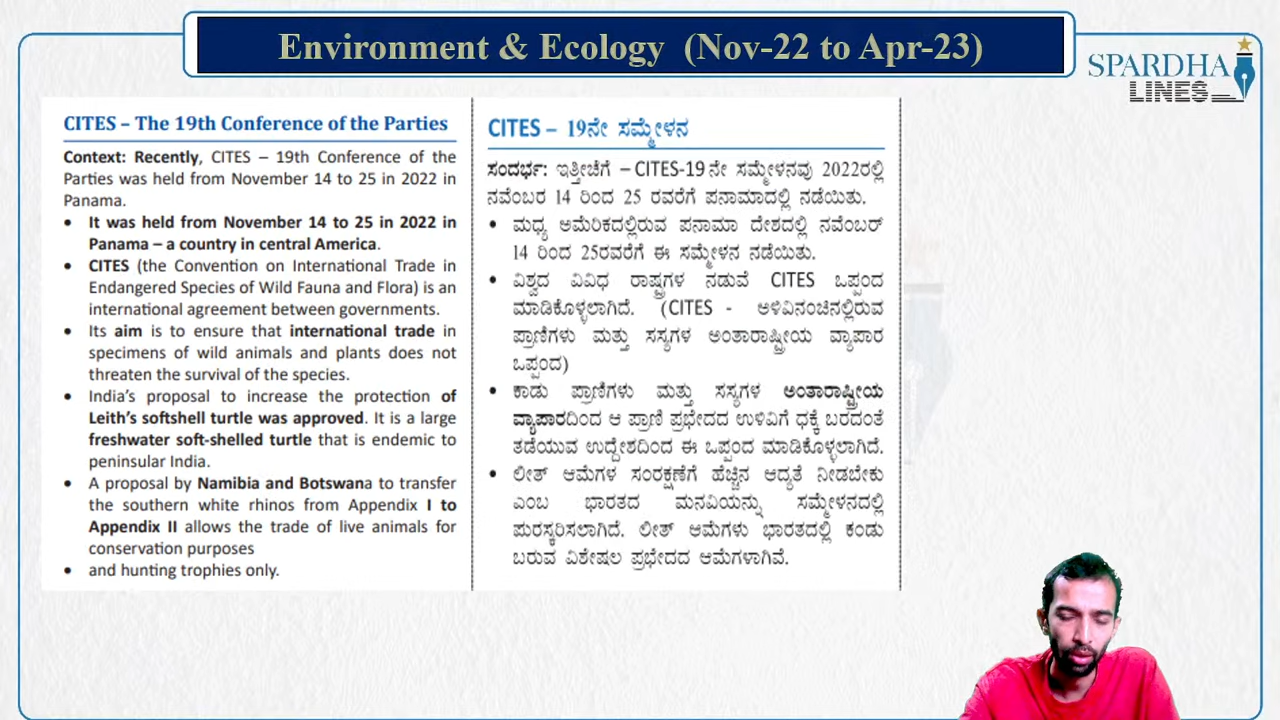 Environment & Ecology (Nov-22 to Apr-23)
SPARDHA
LINES
CITES – The 19th Conference of the Parties
Context: Recently, CITES – 19th Conference of the
Parties was held from November 14 to 25 in 2022 in
Panama.
• It was held from November 14 to 25 in 2022 in
Panama – a country in central America.
• CITES (the Convention on International Trade in
Endangered Species of Wild Fauna and Flora) is an
international agreement between governments.
• Its aim is to ensure that international trade in
specimens of wild animals and plants does not
threaten the survival of the species.
• India's proposal to increase the protection of
Leith's softshell turtle was approved. It is a large
freshwater soft-shelled turtle that is endemic to
peninsular India.
• A proposal by Namibia and Botswana to transfer
the southern white rhinos from Appendix I to
Appendix II allows the trade of live animals for
conservation purposes
• and hunting trophies only.
CITES – 19ನೇ ಸಮ್ಮೇಳನ
ಸಂದರ್ಭ: ಇತ್ತೀಚೆಗೆ – CITES-19 ನೇ ಸಮ್ಮೇಳನವು 2022ರಲ್ಲಿ
ನವೆಂಬರ 14 ರಿಂದ 25 ರವರೆಗೆ ಪನಾಮಾದಲ್ಲಿ ನಡೆಯಿತು.
• ಮಧ್ಯ ಅಮೆರಿಕದಲ್ಲಿರುವ ಪನಾಮಾ ದೇಶದಲ್ಲಿ ನವೆಂಬರ್
14 ರಿಂದ 25ರವರೆಗೆ ಈ ಸಮ್ಮೇಳನ ನಡೆಯಿತು.
• ವಿಶ್ವದ ವಿವಿಧ ರಾಷ್ಟ್ರಗಳ ನಡುವೆ CITES ಒಪ್ಪಂದ
ಮಾಡಿಕೊಳ್ಳಲಾಗಿದೆ. (CITES - ಅಳಿವಿನಂಚಿನಲ್ಲಿರುವ
ಪ್ರಾಣಿಗಳು ಮತ್ತು ಸಸ್ಯಗಳ ಅಂತಾರಾಷ್ಟ್ರೀಯ ವ್ಯಾಪಾರ
ಒಪ್ಪಂದ)
• ಕಾಡು ಪ್ರಾಣಿಗಳು ಮತ್ತು ಸಸ್ಯಗಳ ಅಂತಾರಾಷ್ಟ್ರೀಯ
ವ್ಯಾಪಾರದಿಂದ ಆ ಪ್ರಾಣಿ ಪ್ರಭೇದದ ಉಳಿವಿಗೆ ಧಕ್ಕೆ ಬರದಂತೆ
ತಡೆಯುವ ಉದ್ದೇಶದಿಂದ ಈ ಒಪ್ಪಂದ ಮಾಡಿಕೊಳ್ಳಲಾಗಿದೆ.
• ಲೀತ್ ಆಮೆಗಳ ಸಂರಕ್ಷಣೆಗೆ ಹೆಚ್ಚಿನ ಆದ್ಯತೆ ನೀಡಬೇಕು
ಎಂಬ ಭಾರತದ ಮನವಿಯನ್ನು ಸಮ್ಮೇಳನದಲ್ಲಿ
ಪುರಸ್ಕರಿಸಲಾಗಿದೆ. ಲೀತ್ ಆಮೆಗಳು ಭಾರತದಲ್ಲಿ ಕಂಡು
ಬರುವ ವಿಶೇಷಲ ಪ್ರಭೇದದ ಆಮೆಗಳಾಗಿವೆ.